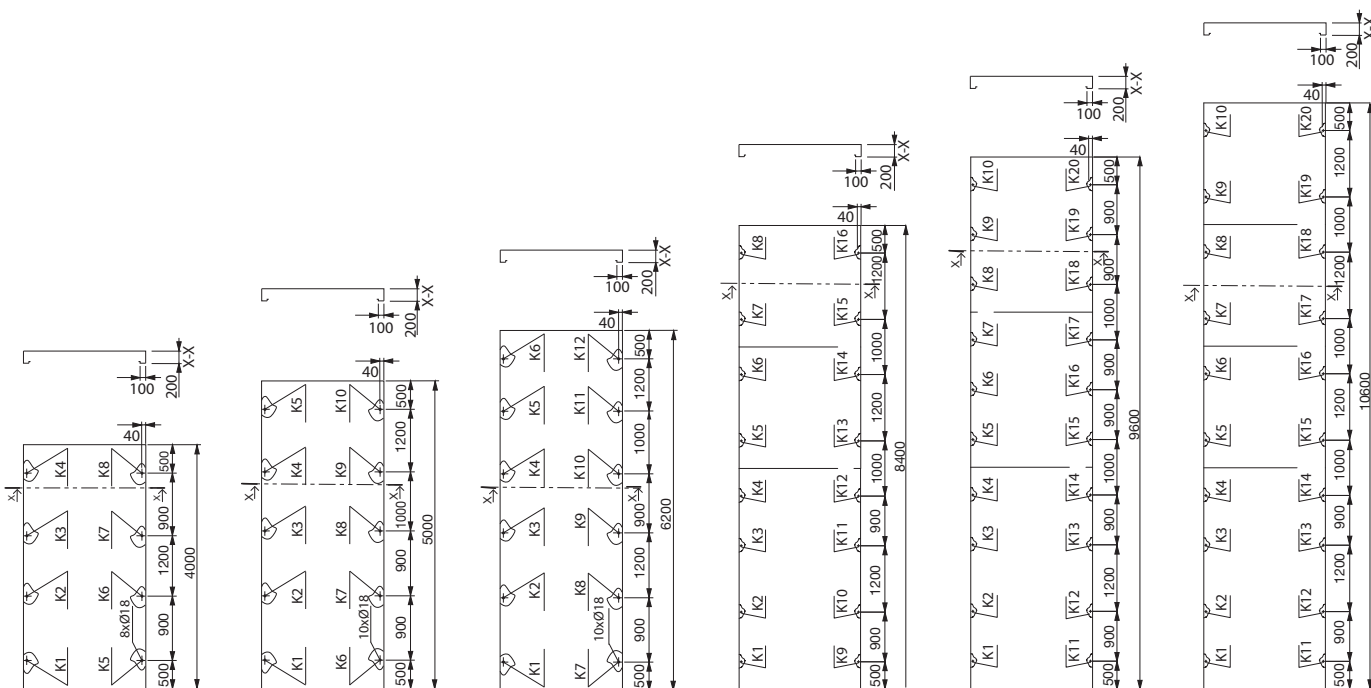 X-X
200
100
40
K4
K8
500
X
X
900
K3
K7
1200
4000
K2
K6
8xØ18
900
K1
K5
500
X-X
200
100
40
K5
K10
500
1200
K4
K9
X
X
1000
5000
K3
K8
900
K2
K7
10xØ18
900
K1
K6
500
X-X
200
100
40
K6
K12
500
1200
K5
K11
1000
K4
K10
X
X
900
6200
K3
K9
1200
K2
K8
10xØ18
900
K1
K7
500
X-X
200
100
40
K8
K16
500
1200
X
X
K7
K15
1000
K6
K14
1200
8400
K5
K13
1000
K4
K12
900
K3
K11
1200
K2
K10
900
K1
K9
500
X-X
200
100
40
K10
K20
500
900
K9
K19
X
X
900
K8
K18
1000
K7
K17
900
9600
K6
K16
900
K5
K15
1000
K4
K14
900
K3
K13
1200
K2
K12
900
K1
K11
500
X-X
200
100
40
K10
K20
500
1200
K9
K19
1000
K8
K18
1200
X
X
K7
K17
1000
K6
K16
10600
1200
K5
K15
1000
K4
K14
900
K3
K13
1200
K2
K12
900
K1
K11
500